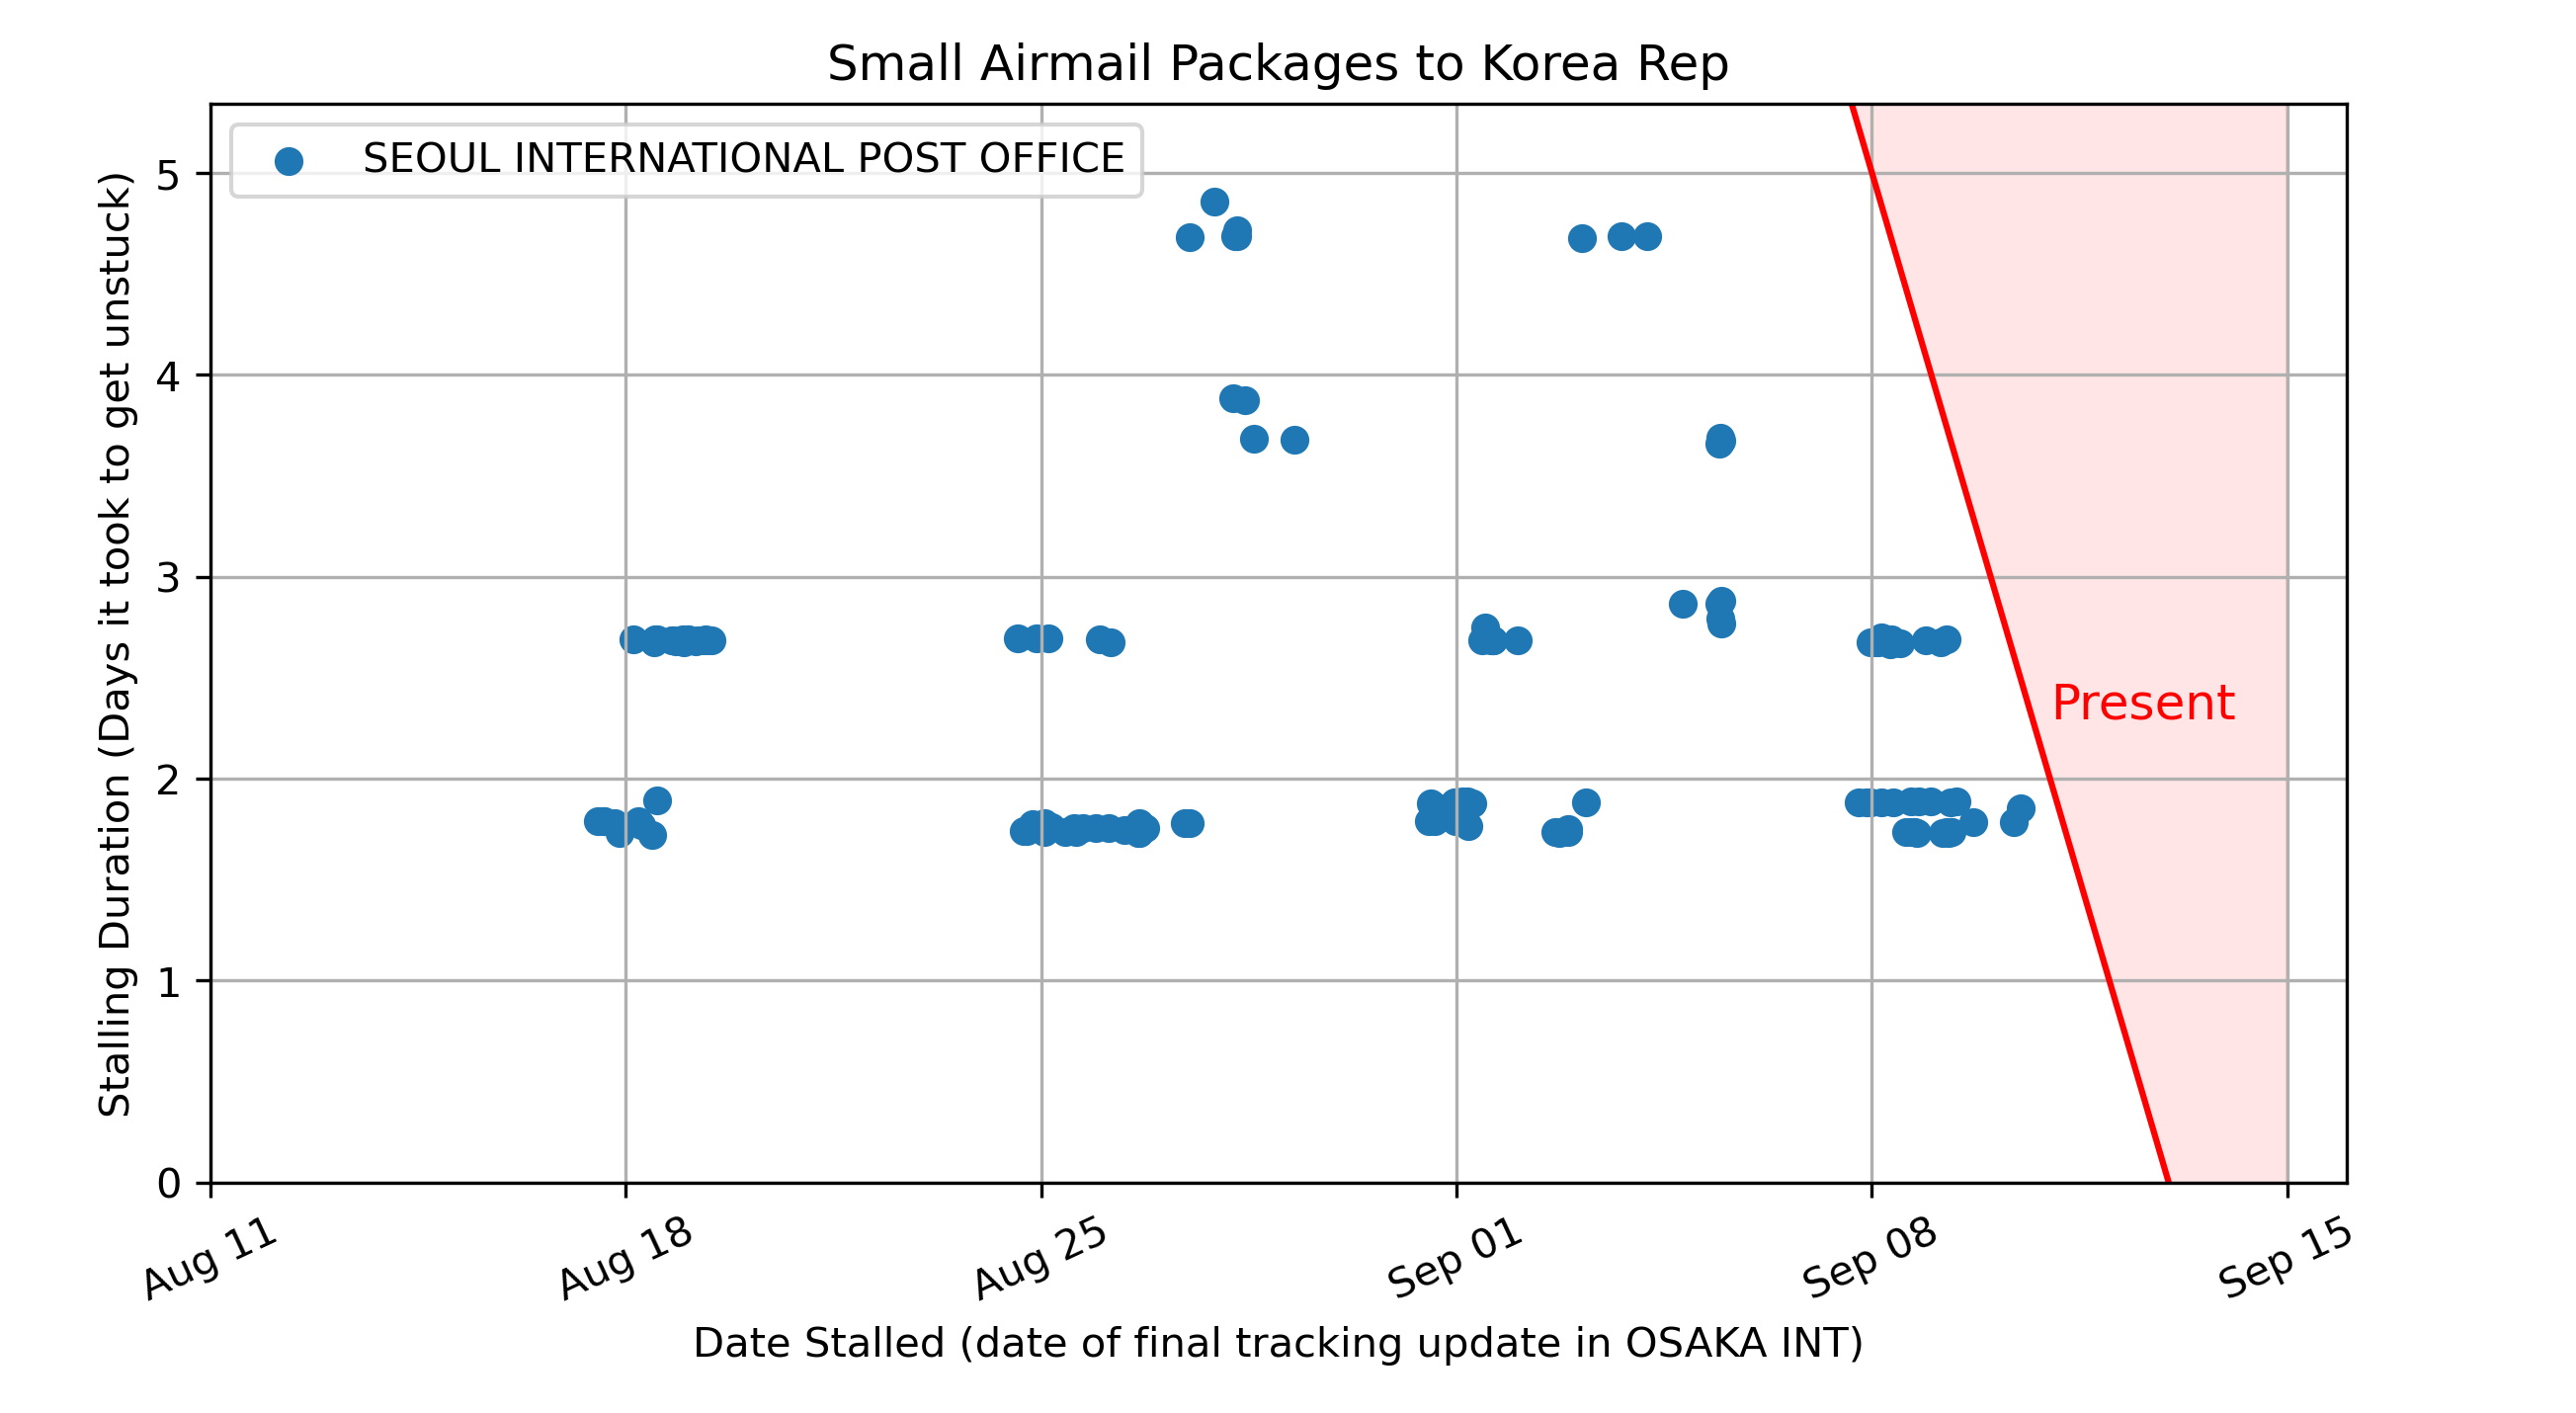 Small Airmail Packages to Korea Rep
SEOUL INTERNATIONAL POST OFFICE
Stalling Duration (Days it took to get unstuck)
5
4
3
2
1
0
Present
Aug 11
Aug 18
Aug 25
Sep 01
Sep 08
Sep 15
Date Stalled (date of final tracking update in OSAKA INT)